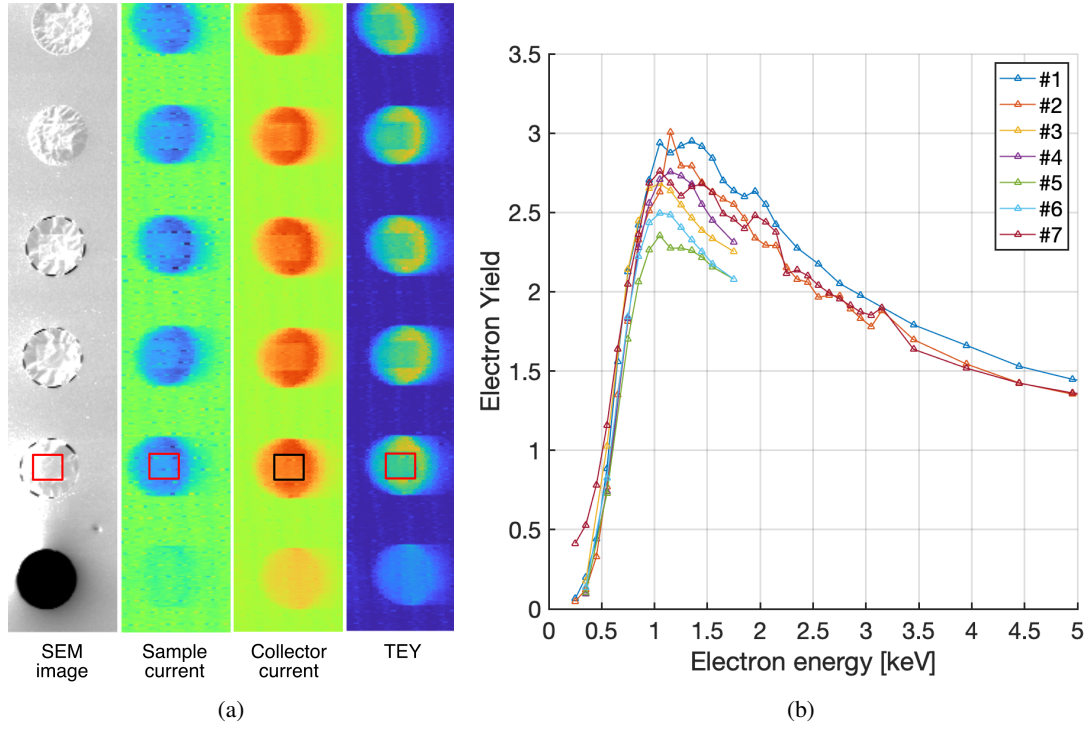 SEM
image
Sample
current
Collector
current
TEY
(a)
Electron Yield
3.5
3
2.5
2
1.5
1
0.5
0
0
0.5
1
1.5
2
2.5
3
3.5
4
4.5
5
Electron energy [keV]
#1
#2
#3
#4
#5
#6
#7
(b)